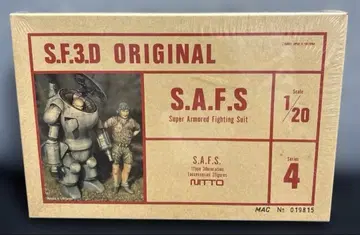 S.F.3.D ORIGINAL
S.A.F.S
Super Armored Fighting Suit
Scale
1/20
S.A.F.S.
NITTO
Series
4
MAC № 019815